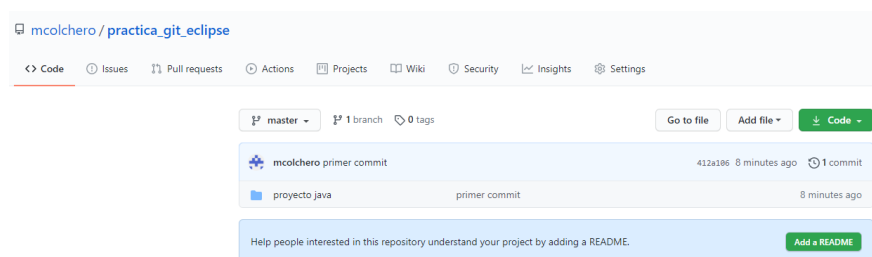 mcolchero / practica_git_eclipse
<> Code Issues Pull requests Actions Projects Wiki Security Insights Settings
master 1 branch 0 tags Go to file Add file Code
mcolchero primer commit 412a106 8 minutes ago 1 commit
proyecto java primer commit 8 minutes ago
Help people interested in this repository understand your project by adding a README. Add a README